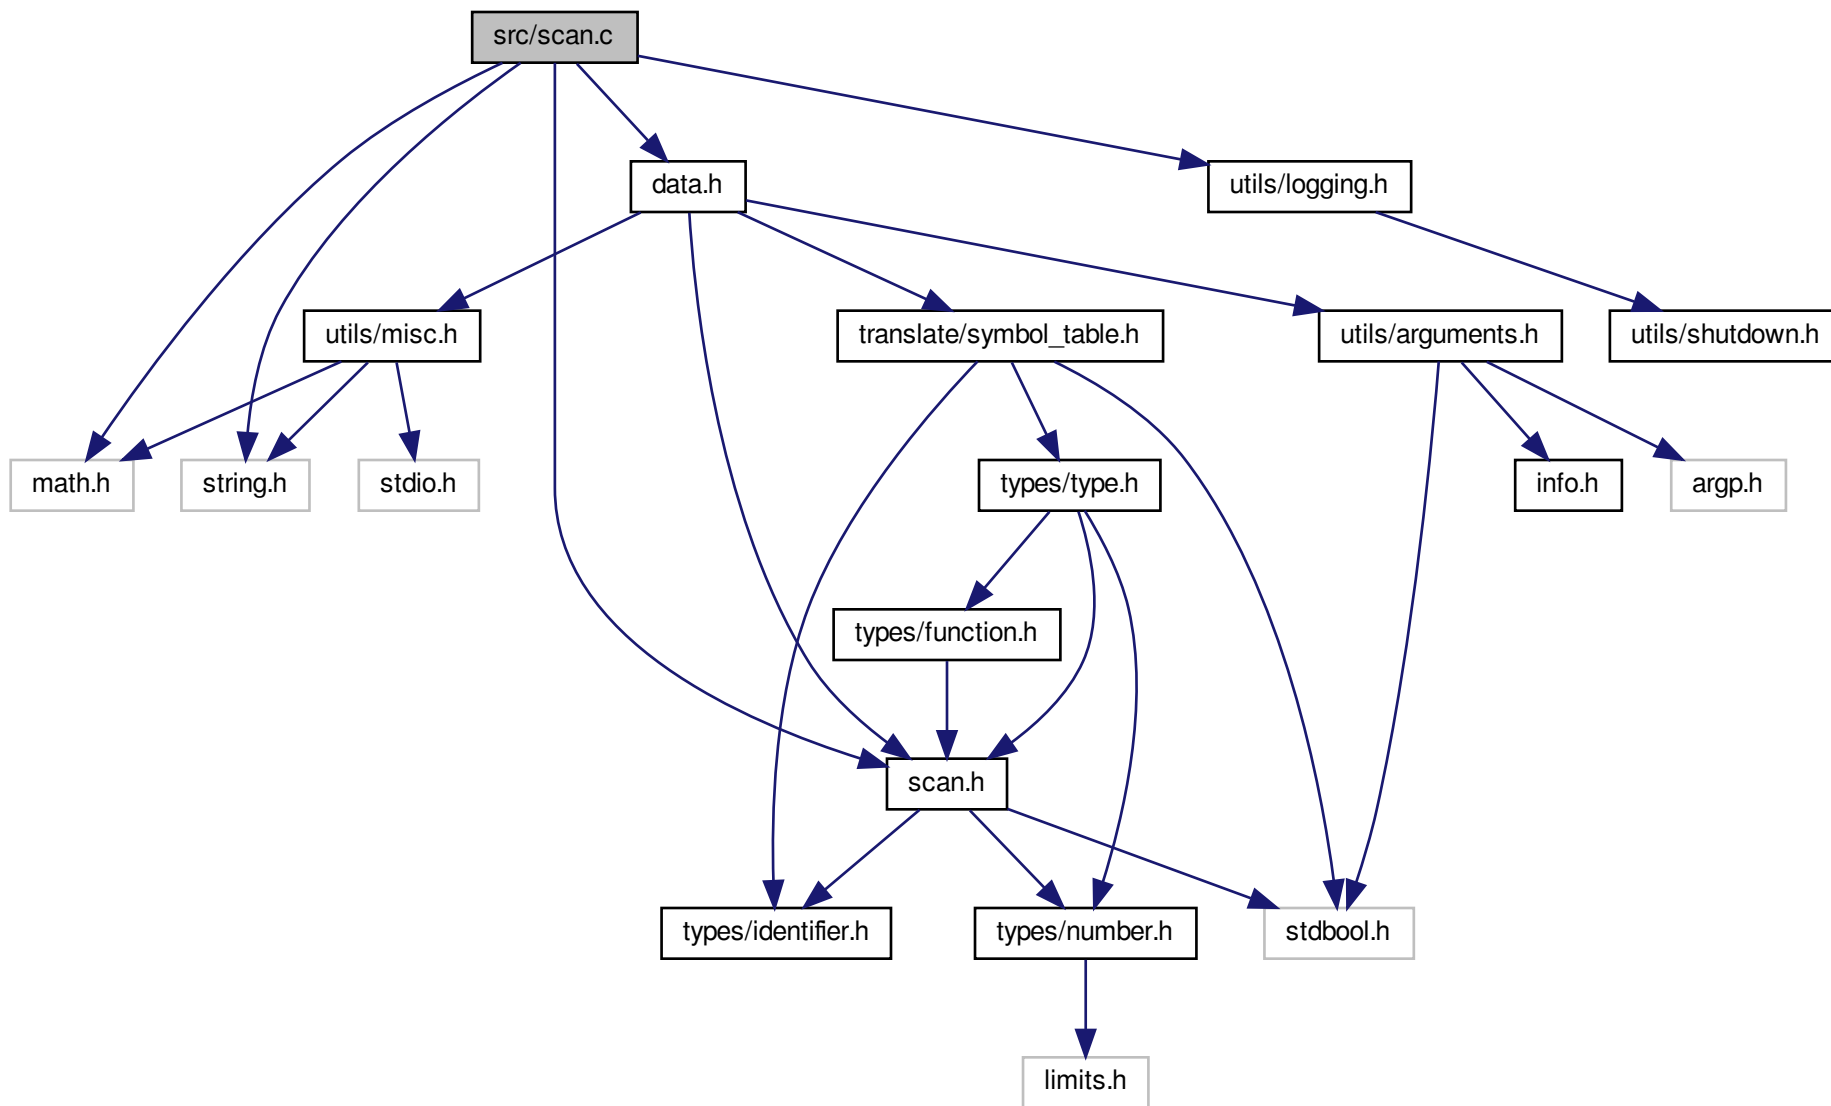 src/scan.c
data.h
utils/logging.h
utils/misc.h
translate/symbol_table.h
utils/arguments.h
utils/shutdown.h
math.h
string.h
stdio.h
types/type.h
info.h
argp.h
types/function.h
scan.h
types/identifier.h
types/number.h
stdbool.h
limits.h